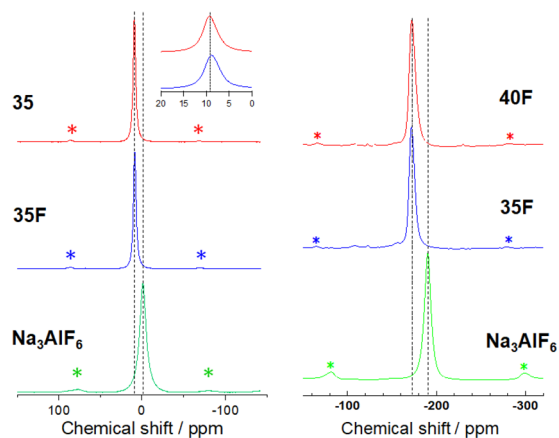 35
*
*
20 15 10 5 0
35F
*
*
Na₃AlF₆
*
*
100 0 -100
Chemical shift / ppm
40F
*
*
35F
*
*
Na₃AlF₆
*
*
-100 -200 -300
Chemical shift / ppm